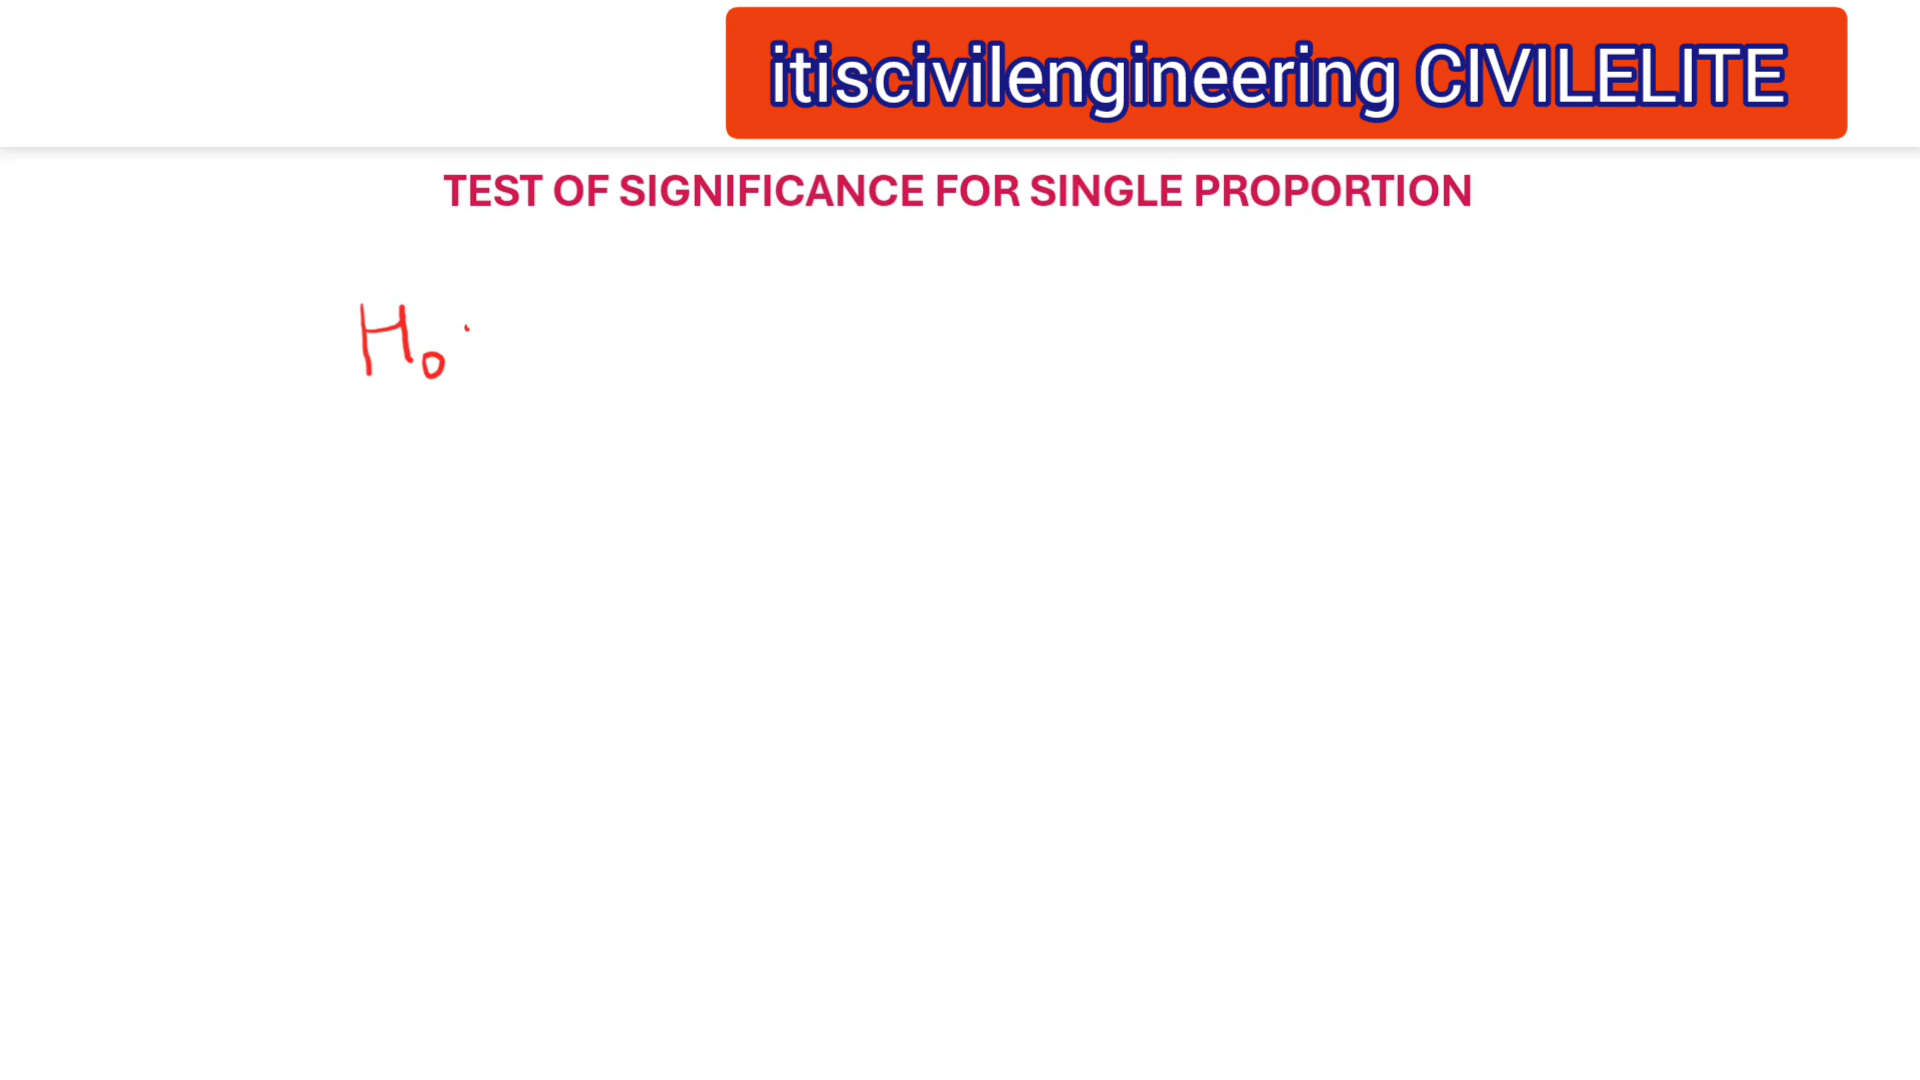 itiscivilengineering CIVILELITE
TEST OF SIGNIFICANCE FOR SINGLE PROPORTION
H₀ .